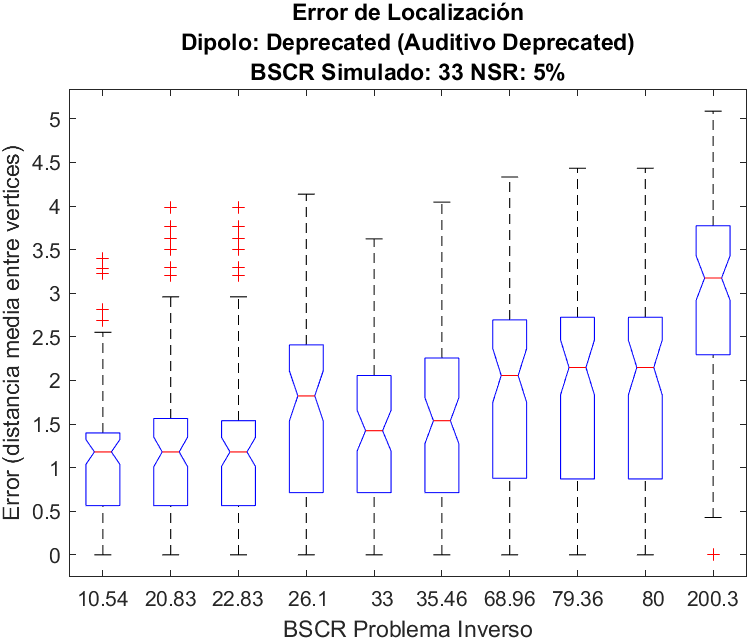 Error de Localización
Dipolo: Deprecated (Auditivo Deprecated)
BSCR Simulado: 33 NSR: 5%
Error (distancia media entre vertices)
5
4.5
4
3.5
3
2.5
2
1.5
1
0.5
0
10.54 20.83 22.83 26.1 33 35.46 68.96 79.36 80 200.3
BSCR Problema Inverso